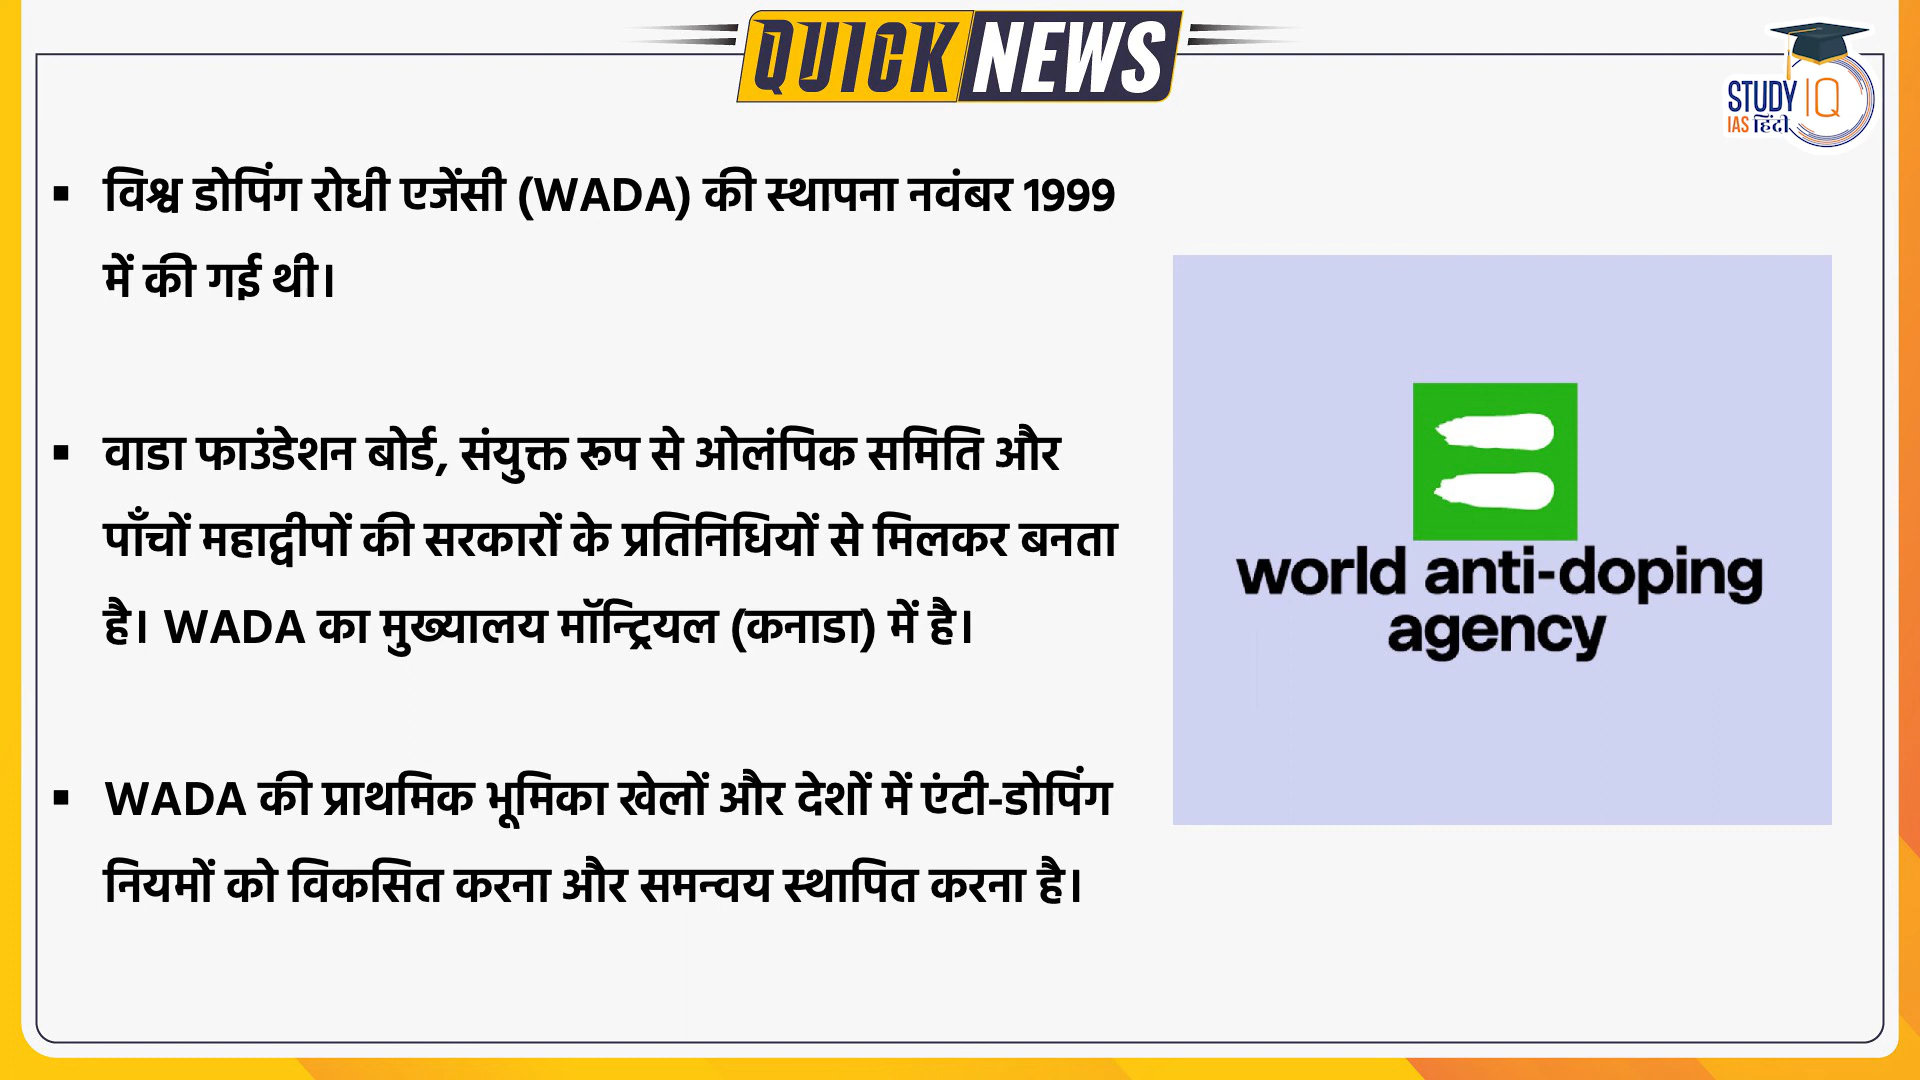 QUICK NEWS
STUDY IQ
IAS हिंदी
▪ विश्व डोपिंग रोधी एजेंसी (WADA) की स्थापना नवंबर 1999
में की गई थी।
▪ वाडा फाउंडेशन बोर्ड, संयुक्त रूप से ओलंपिक समिति और
पाँचों महाद्वीपों की सरकारों के प्रतिनिधियों से मिलकर बनता
है। WADA का मुख्यालय मॉन्ट्रियल (कनाडा) में है।
▪ WADA की प्राथमिक भूमिका खेलों और देशों में एंटी-डोपिंग
नियमों को विकसित करना और समन्वय स्थापित करना है।
world anti-doping
agency